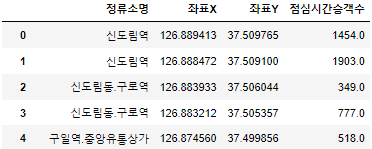 정류소명 좌표X 좌표Y 점심시간승객수
0 신도림역 126.889413 37.509765 1454.0
1 신도림역 126.888472 37.509100 1903.0
2 신도림동.구로역 126.883933 37.506044 349.0
3 신도림동.구로역 126.883212 37.505357 777.0
4 구일역.중앙유통상가 126.874560 37.499856 518.0